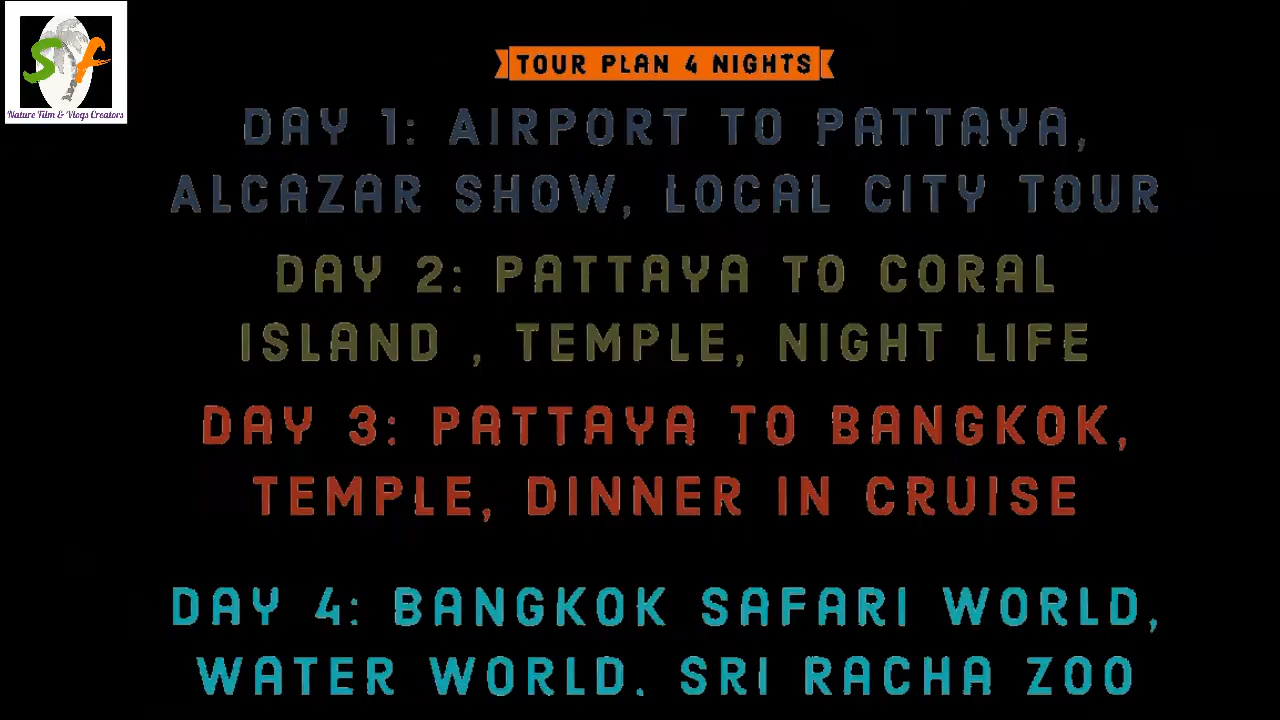 Sf
Nature Film & Vlogs Creators
TOUR PLAN 4 NIGHTS
DAY 1: AIRPORT TO PATTAYA,
ALCAZAR SHOW, LOCAL CITY TOUR
DAY 2: PATTAYA TO CORAL
ISLAND , TEMPLE, NIGHT LIFE
DAY 3: PATTAYA TO BANGKOK,
TEMPLE, DINNER IN CRUISE
DAY 4: BANGKOK SAFARI WORLD,
WATER WORLD. SRI RACHA ZOO